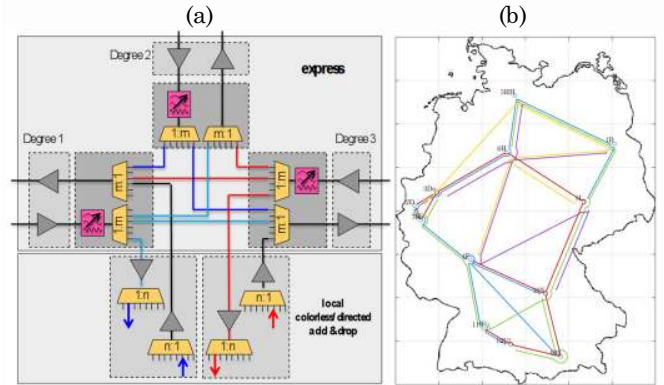 (a)
(b)
Degree 2
express
1:m
m:1
Degree 1
Degree 3
m:1
1:m
1:m
m:1
1:n
n:1
n:1
1:n
local
colorless/directed
add & drop